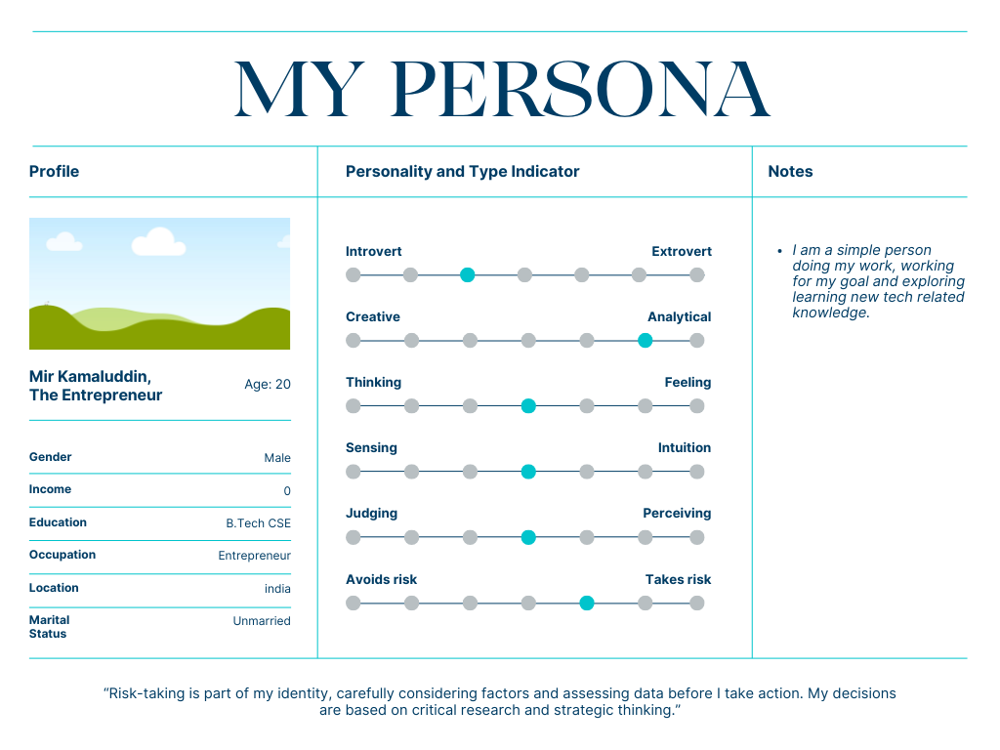 MY PERSONA
Profile
Personality and Type Indicator
Notes
Mir Kamaluddin,
The Entrepreneur
Age: 20
Gender Male
Income 0
Education B.Tech CSE
Occupation Entrepreneur
Location india
Marital
Status
Unmarried
Introvert Extrovert
Creative Analytical
Thinking Feeling
Sensing Intuition
Judging Perceiving
Avoids risk Takes risk
• I am a simple person
doing my work, working
for my goal and exploring
learning new tech related
knowledge.
“Risk-taking is part of my identity, carefully considering factors and assessing data before I take action. My decisions
are based on critical research and strategic thinking.”